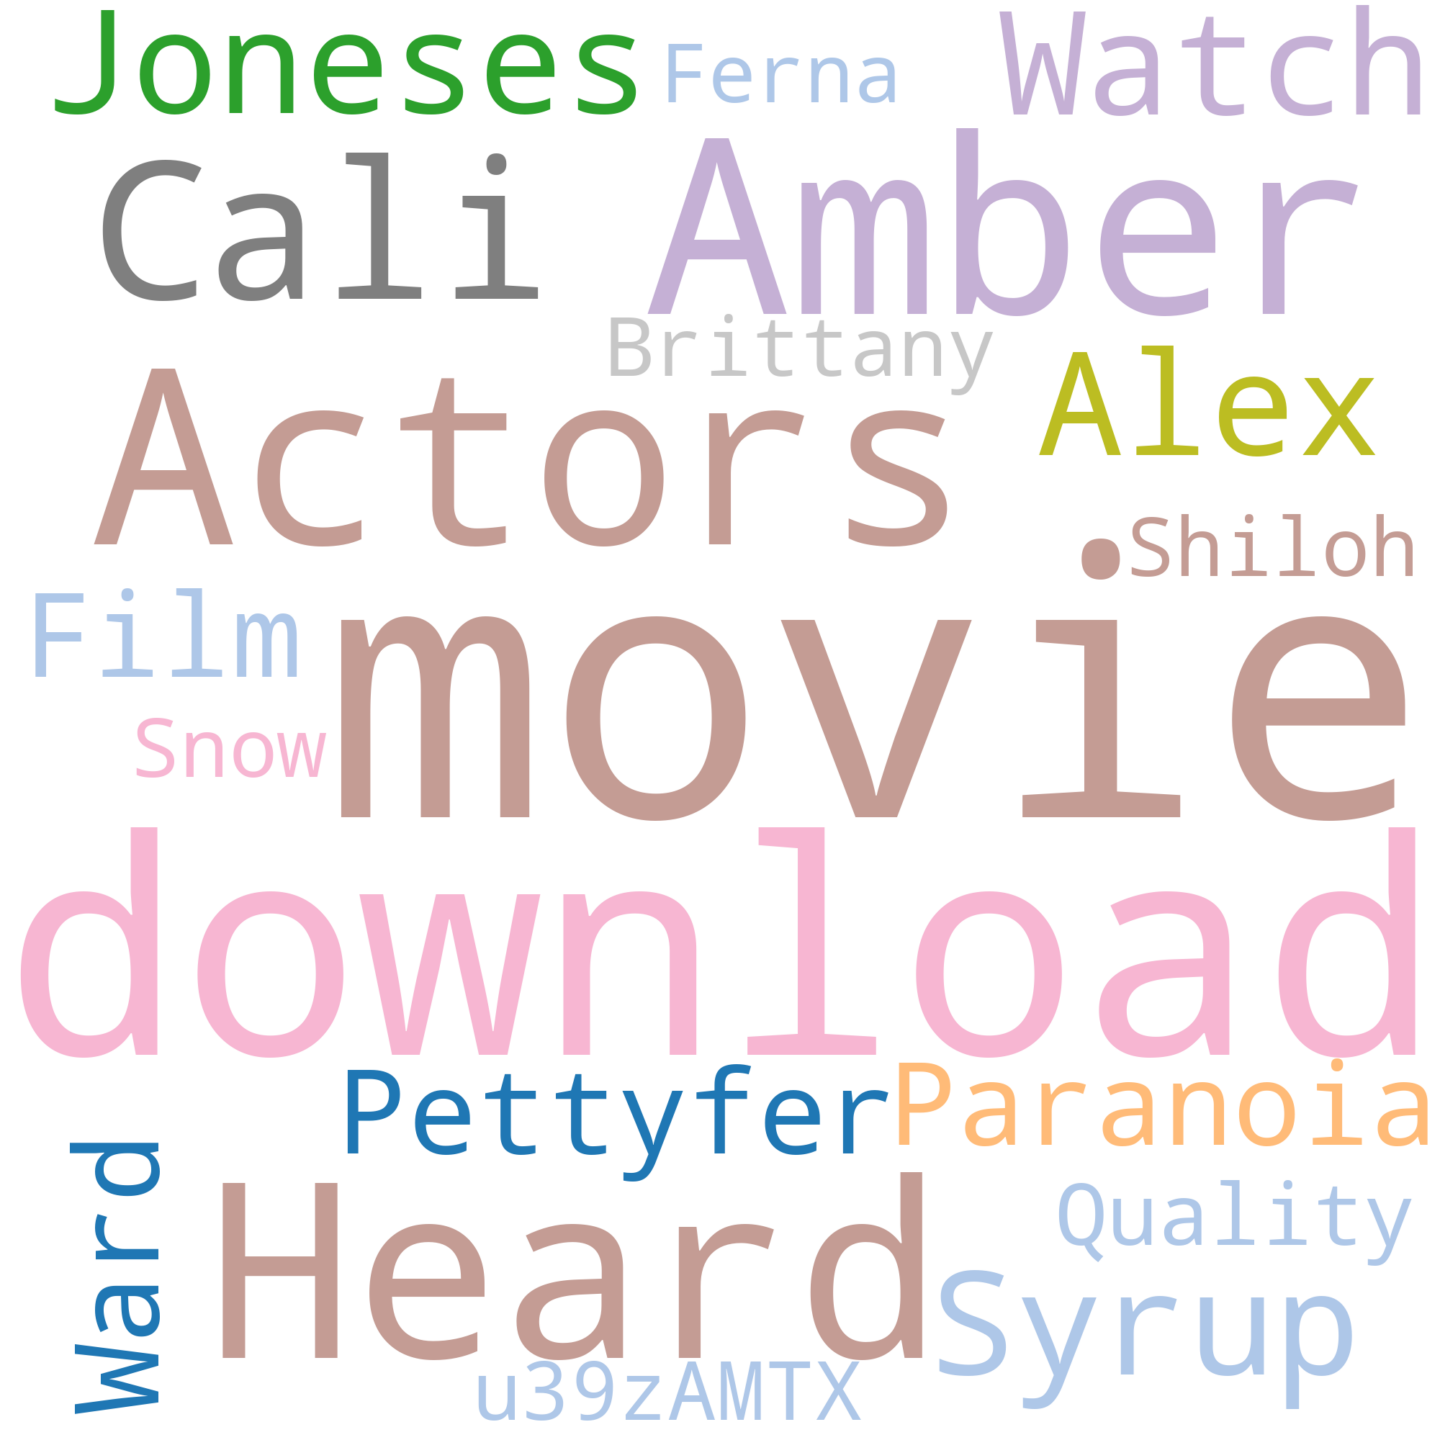 Joneses Ferna Watch
Cali Amber
Brittany
Actors Alex
Shiloh
Film movie
Snow
download
Pettyfer Paranoia
Ward Heard Quality
Syrup
u39zAMTX